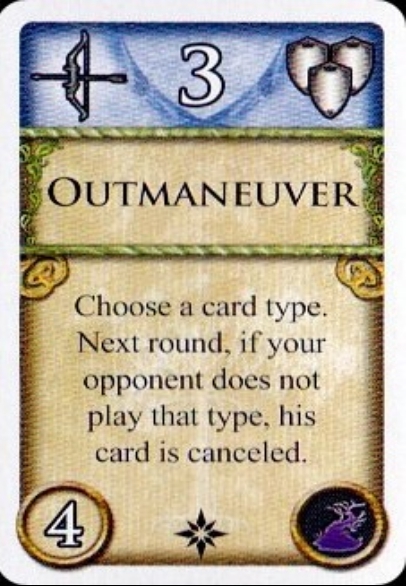 3
OUTMANEUVER
Choose a card type.
Next round, if your
opponent does not
play that type, his
card is canceled.
4